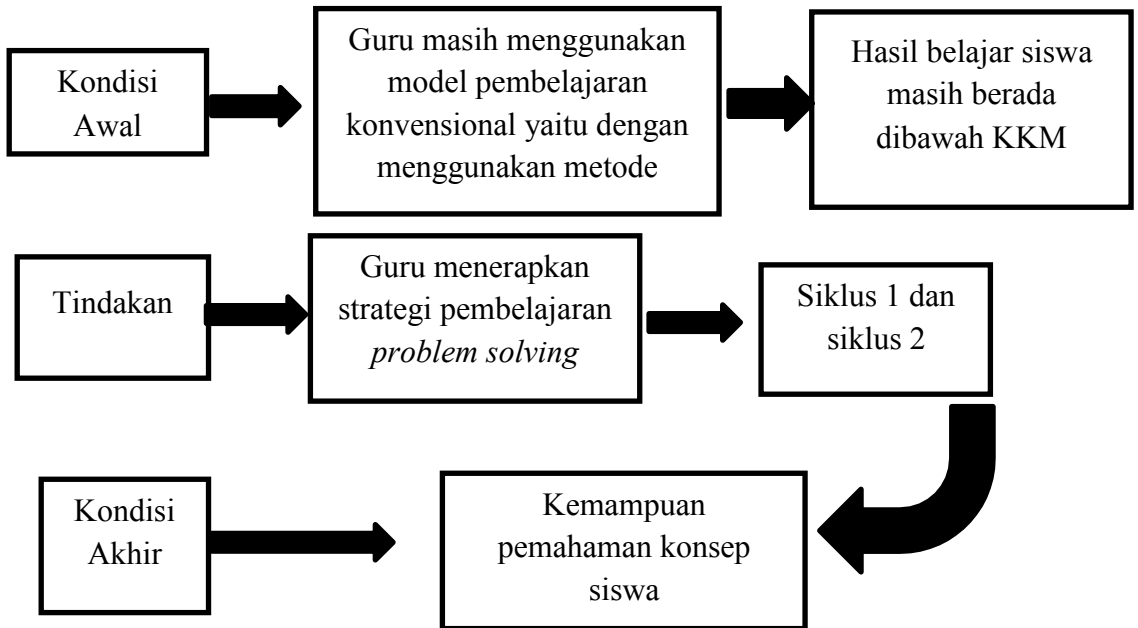 Kondisi
Awal
Guru masih menggunakan
model pembelajaran
konvensional yaitu dengan
menggunakan metode
Hasil belajar siswa
masih berada
dibawah KKM
Tindakan
Guru menerapkan
strategi pembelajaran
problem solving
Siklus 1 dan
siklus 2
Kondisi
Akhir
Kemampuan
pemahaman konsep
siswa